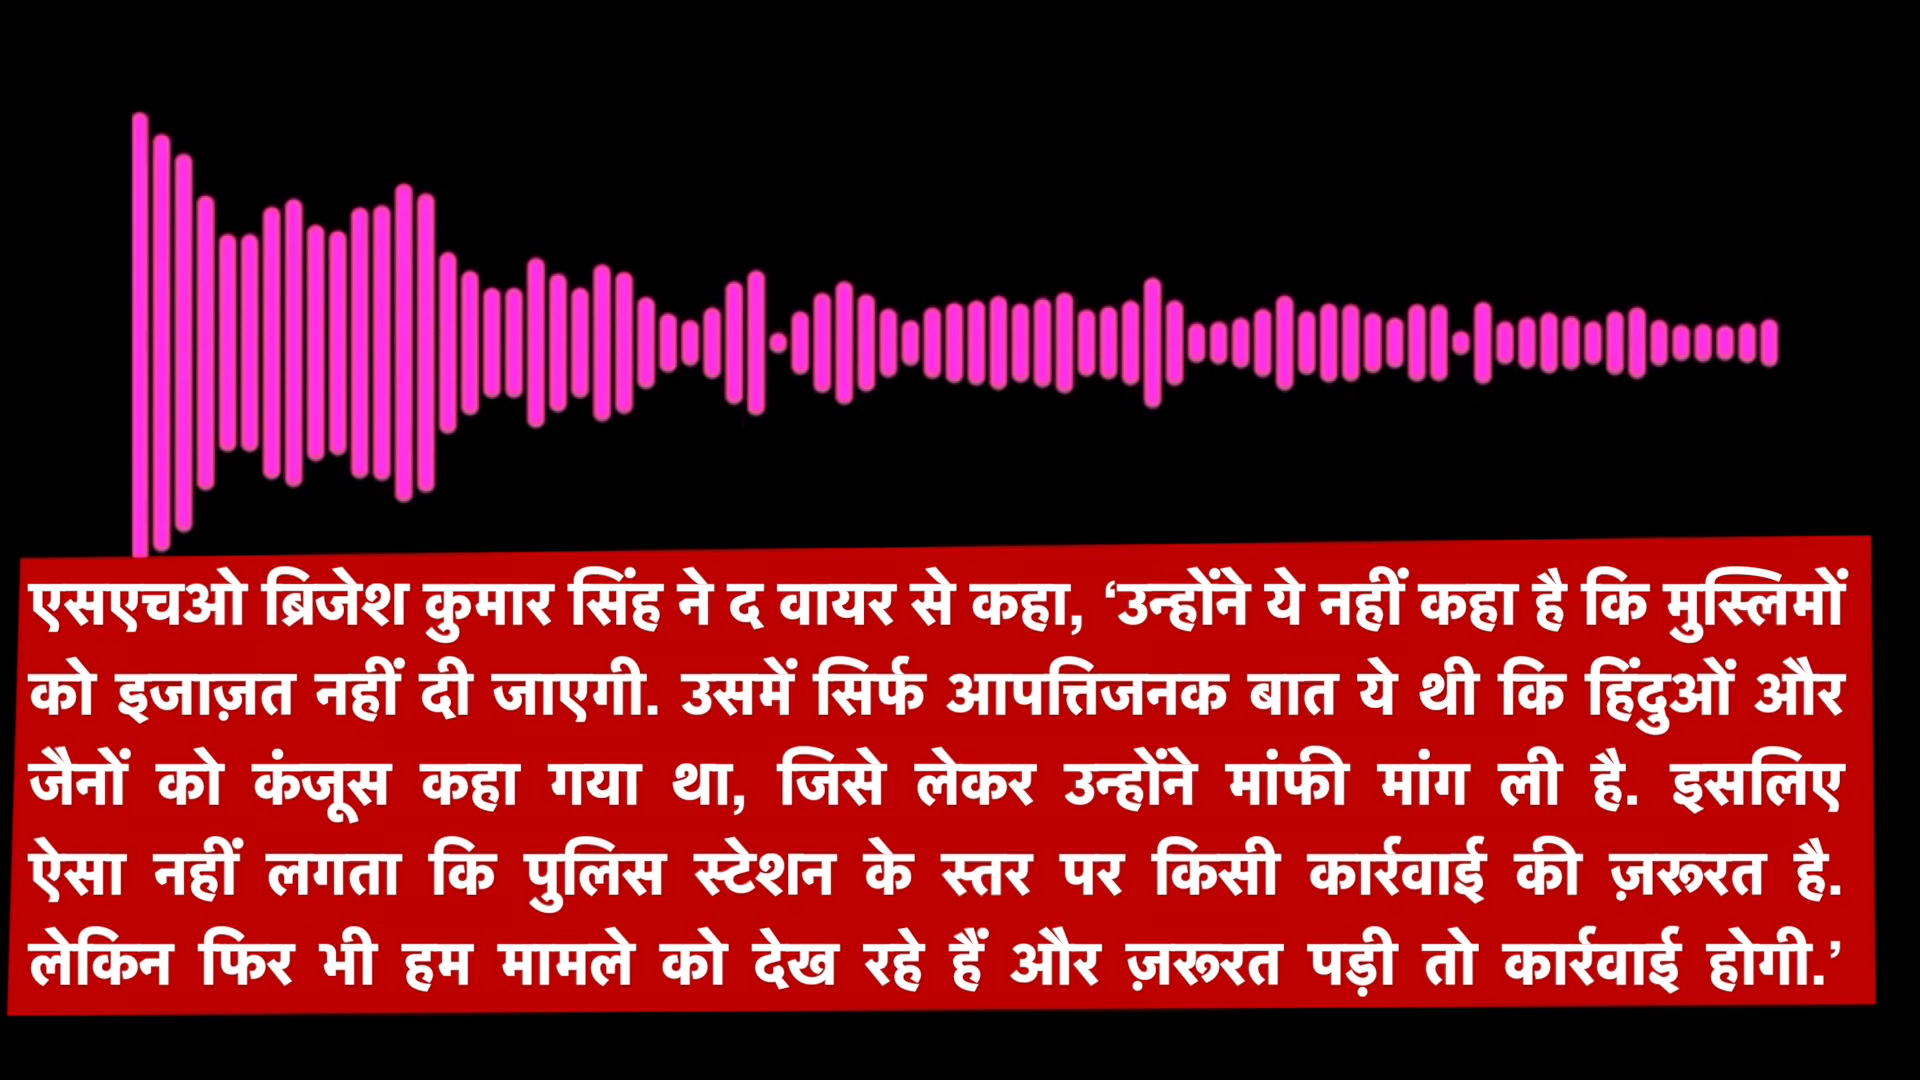 एसएचओ ब्रिजेश कुमार सिंह ने द वायर से कहा, ‘उन्होंने ये नहीं कहा है कि मुस्लिमों
को इजाज़त नहीं दी जाएगी. उसमें सिर्फ आपत्तिजनक बात ये थी कि हिंदुओं और
जैनों को कंजूस कहा गया था, जिसे लेकर उन्होंने मांफी मांग ली है. इसलिए
ऐसा नहीं लगता कि पुलिस स्टेशन के स्तर पर किसी कार्रवाई की ज़रूरत है.
लेकिन फिर भी हम मामले को देख रहे हैं और ज़रूरत पड़ी तो कार्रवाई होगी.’